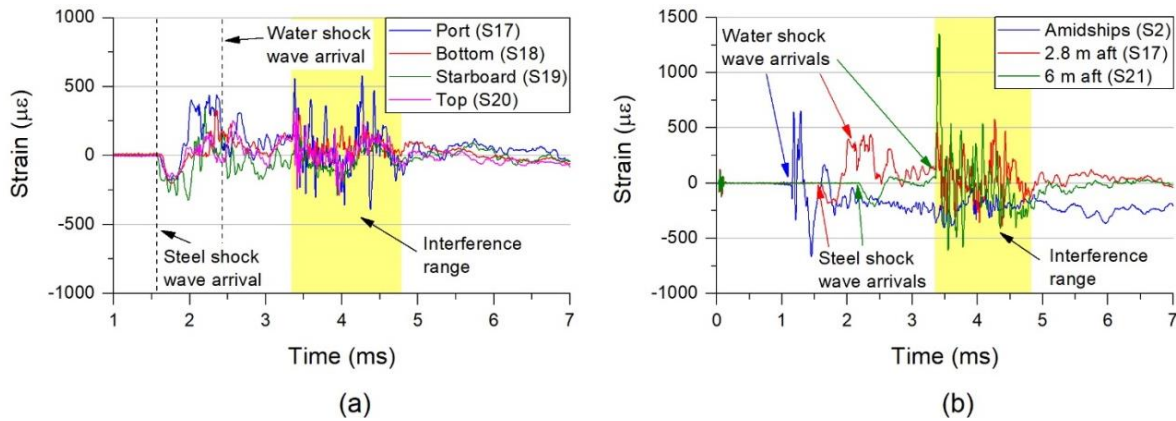 1000
500
0
-500
-1000
Strain (µε)
1 2 3 4 5 6 7
Time (ms)
Water shock
wave arrival
Port (S17)
Bottom (S18)
Starboard (S19)
Top (S20)
Steel shock
wave arrival
Interference
range
(a)
1500
1000
500
0
-500
-1000
Strain (µε)
0 1 2 3 4 5 6 7
Time (ms)
Water shock
wave arrivals
Amidships (S2)
2.8 m aft (S17)
6 m aft (S21)
Steel shock
wave arrivals
Interference
range
(b)